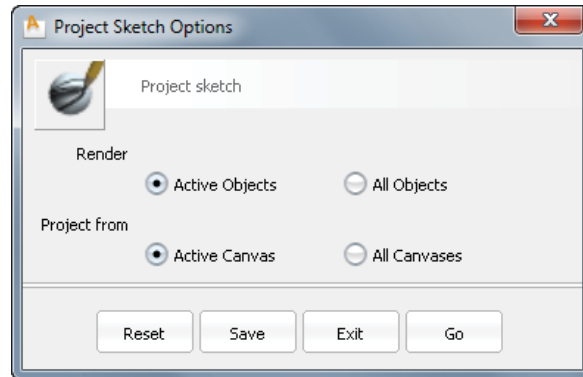 Project Sketch Options
Project sketch
Render
Active Objects All Objects
Project from
Active Canvas All Canvases
Reset Save Exit Go